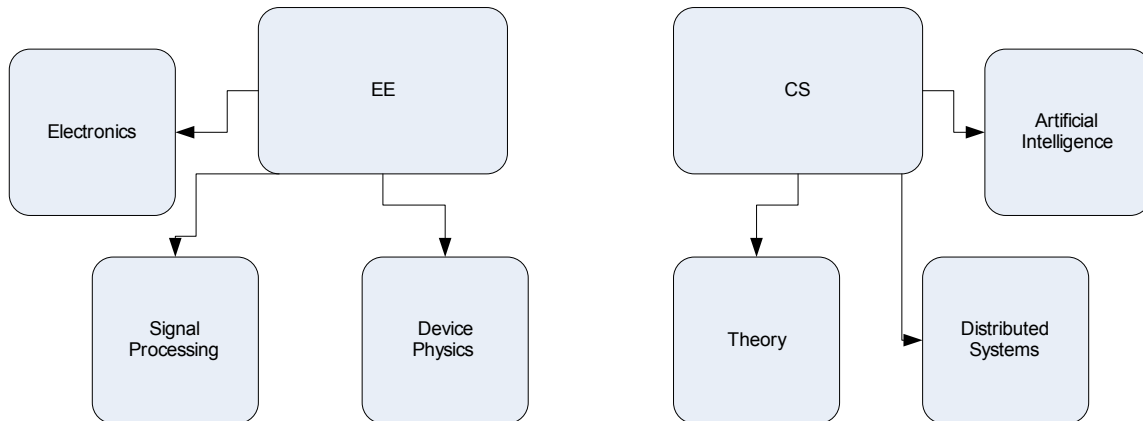 EE
CS
Electronics
Artificial
Intelligence
Signal
Processing
Device
Physics
Theory
Distributed
Systems